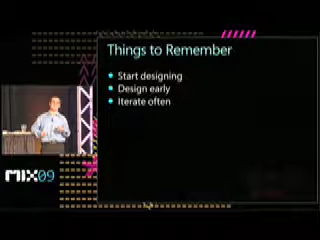 Things to Remember
Start designing
Design early
Iterate often
MIX09